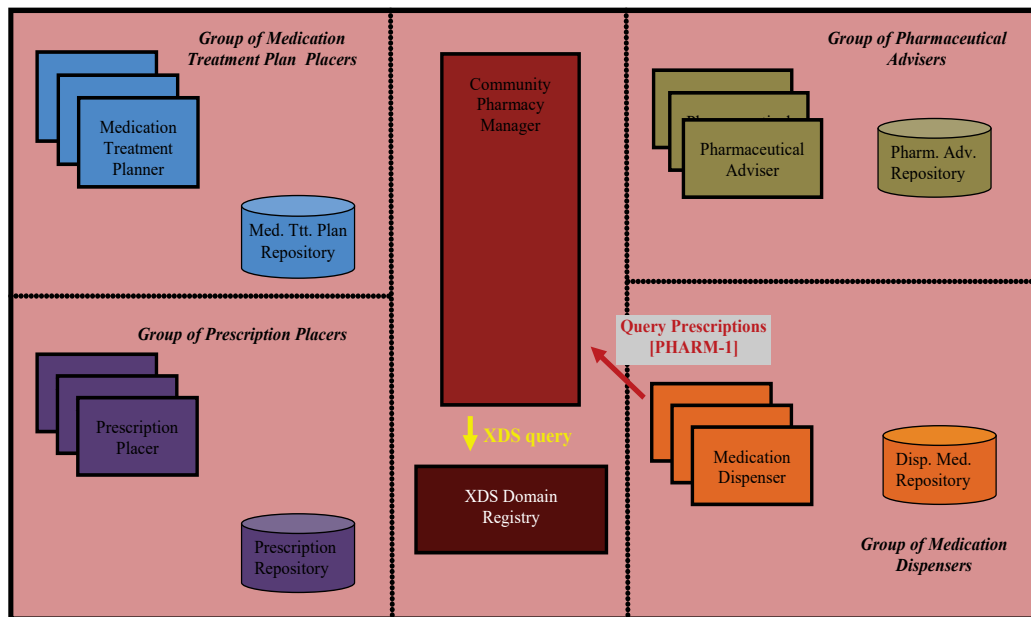 Group of Medication
Treatment Plan Placers
Medication
Treatment
Planner
Med. Ttt. Plan
Repository
Group of Prescription Placers
Prescription
Placer
Prescription
Repository
Community
Pharmacy
Manager
XDS query
XDS Domain
Registry
Group of Pharmaceutical
Advisers
Pharmaceutical
Adviser
Pharm. Adv.
Repository
Query Prescriptions
[PHARM-1]
Medication
Dispenser
Disp. Med.
Repository
Group of Medication
Dispensers